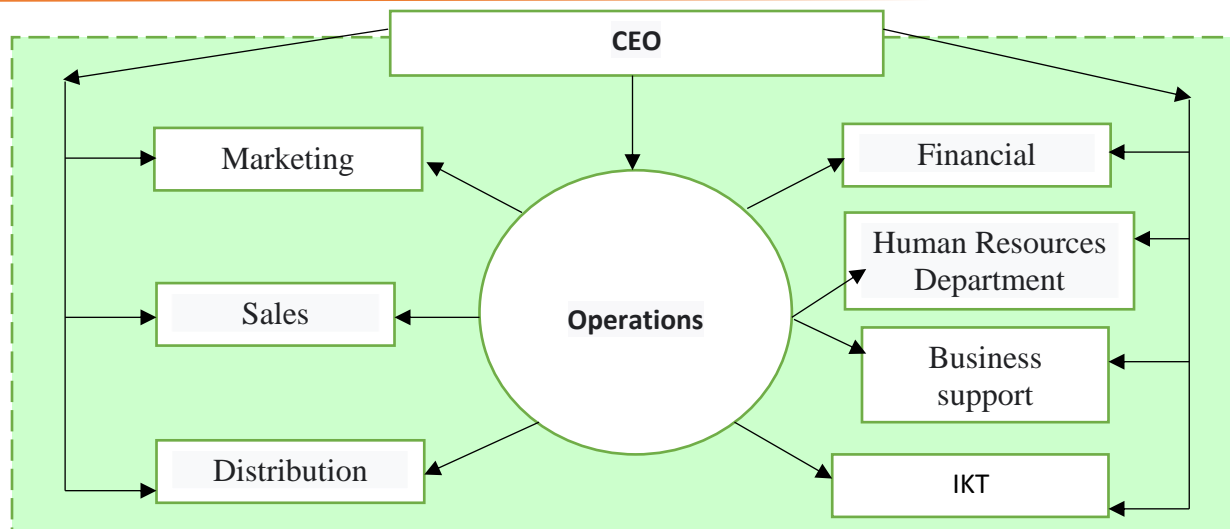 CEO
Marketing
Financial
Human Resources
Department
Sales
Operations
Business
support
Distribution
IKT